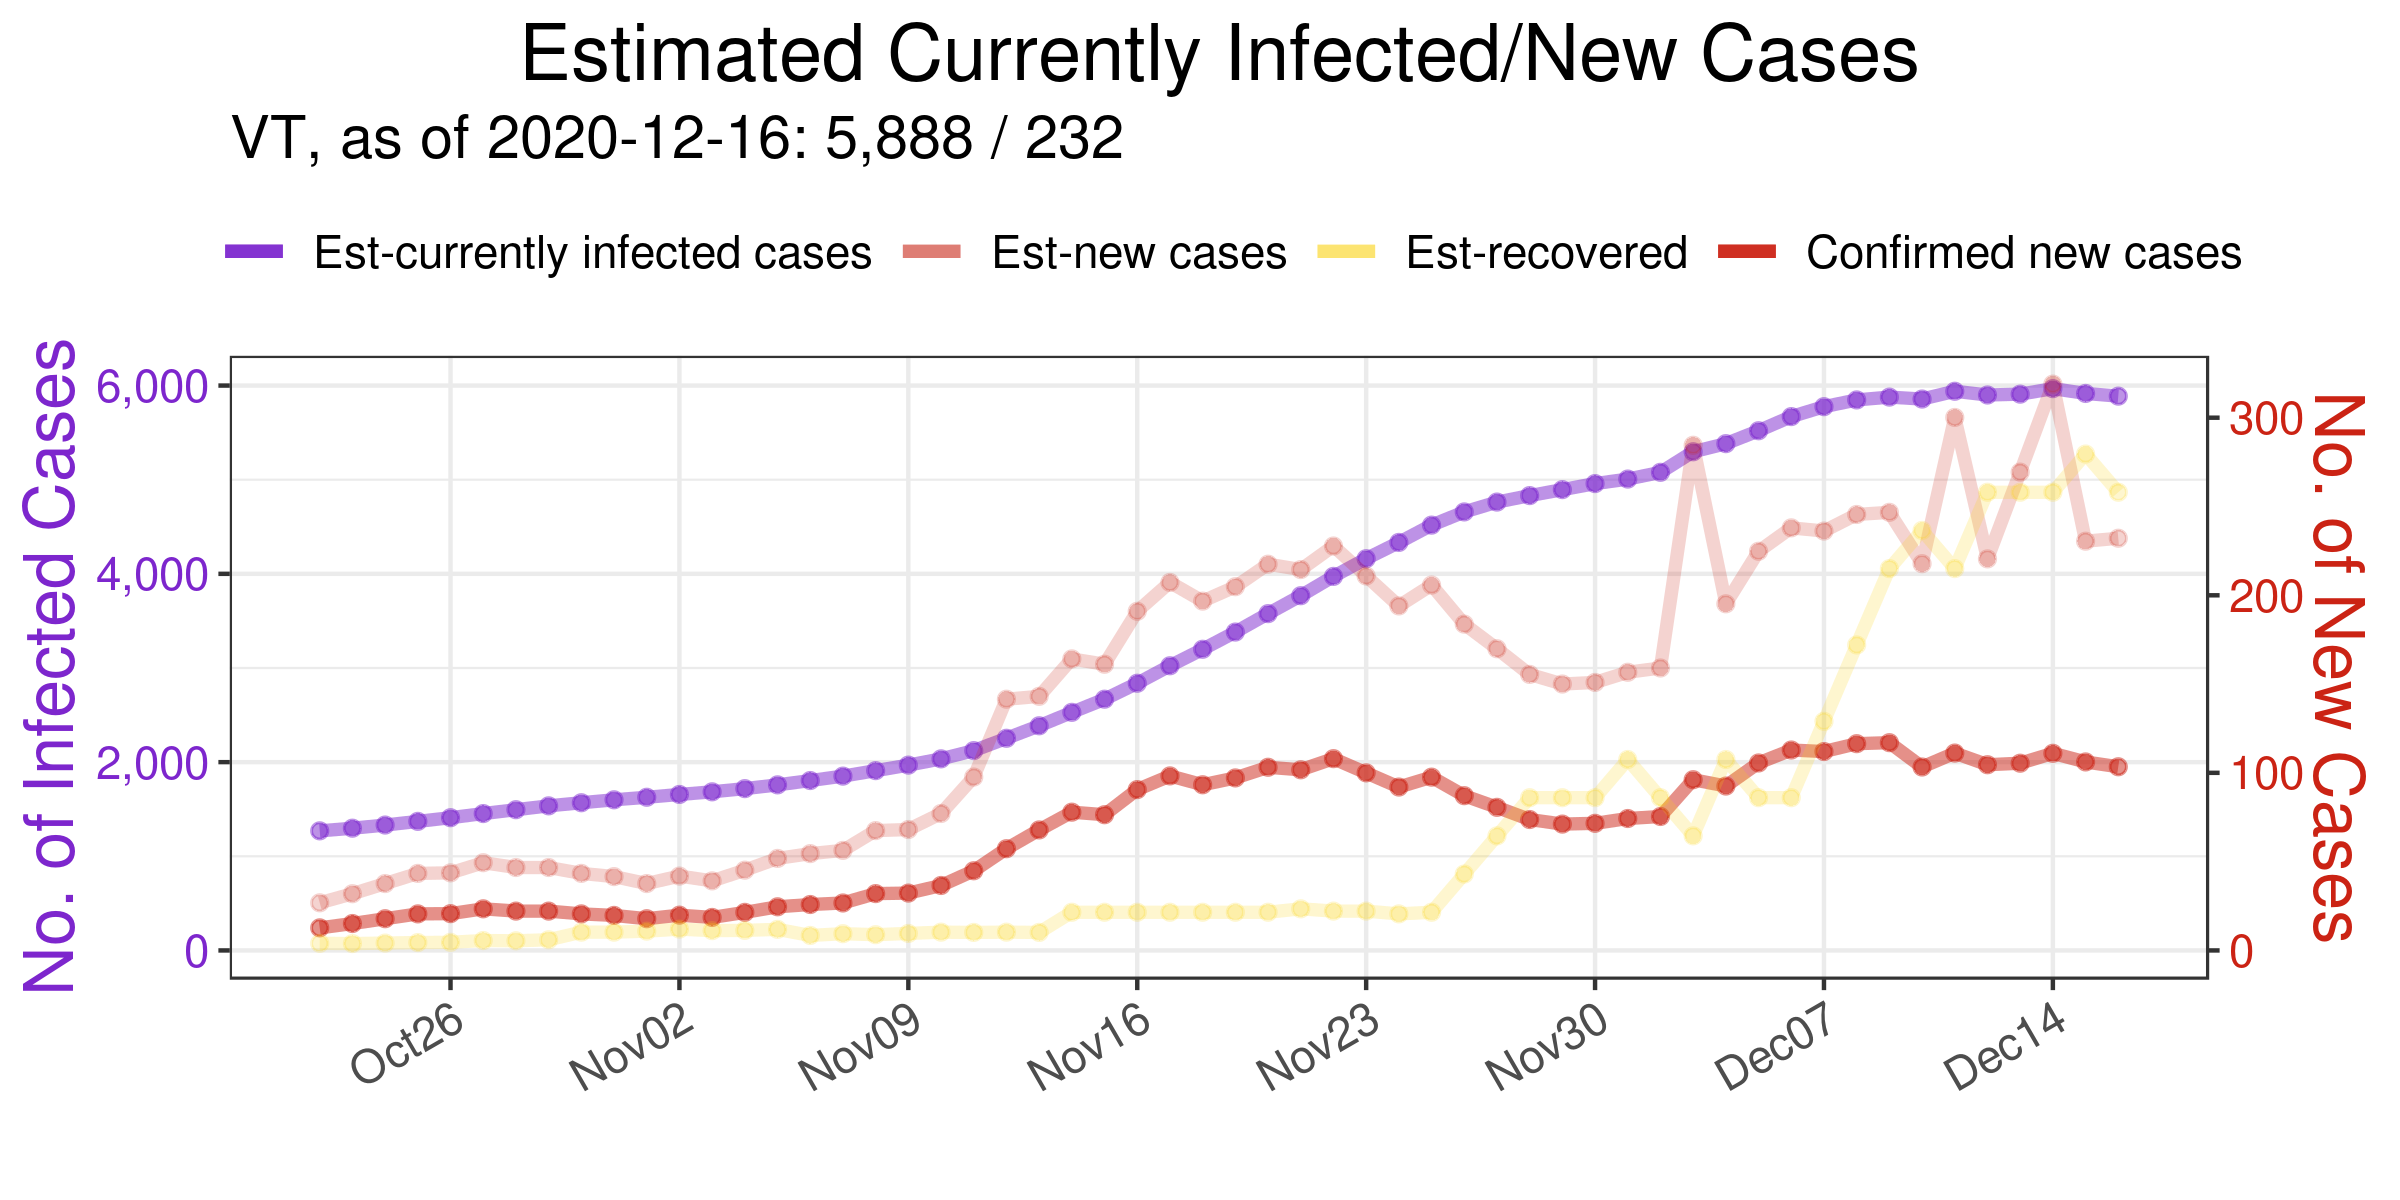 Estimated Currently Infected/New Cases
VT, as of 2020-12-16: 5,888 / 232
Est-currently infected cases Est-new cases Est-recovered Confirmed new cases
No. of Infected Cases
6,000
4,000
2,000
0
300
200
100
0
No. of New Cases
Oct26 Nov02 Nov09 Nov16 Nov23 Nov30 Dec07 Dec14